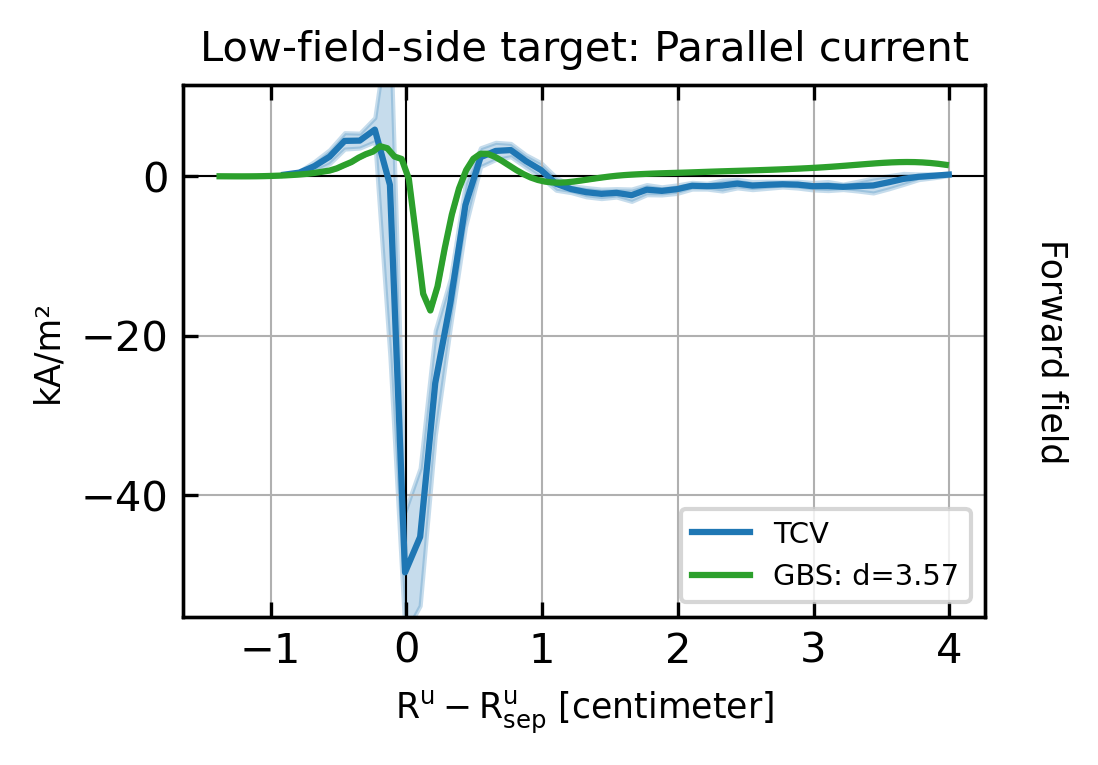 Low-field-side target: Parallel current
kA/m²
0
−20
−40
−1
0
1
2
3
4
Rᵘ − Rᵘsep [centimeter]
TCV
GBS: d=3.57
Forward field